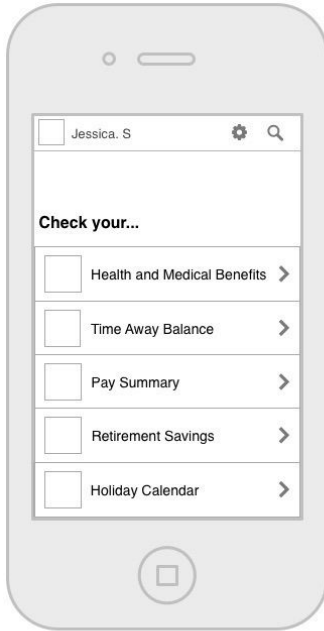 Jessica. S
Check your...
Health and Medical Benefits
Time Away Balance
Pay Summary
Retirement Savings
Holiday Calendar